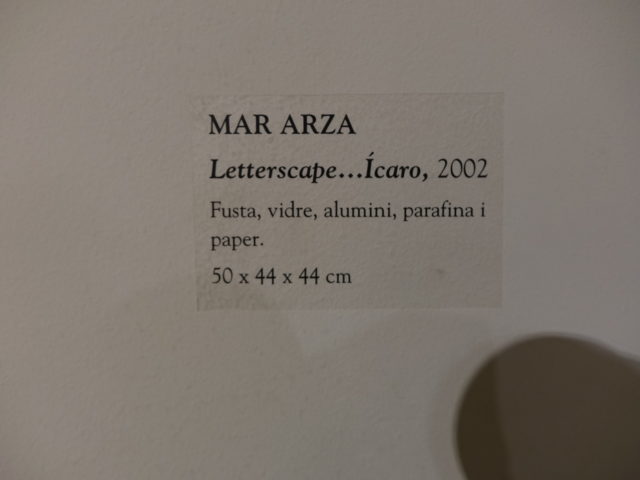 MAR ARZA
Letterscape...Ícaro, 2002
Fusta, vidre, alumini, parafina i
paper.
50 x 44 x 44 cm